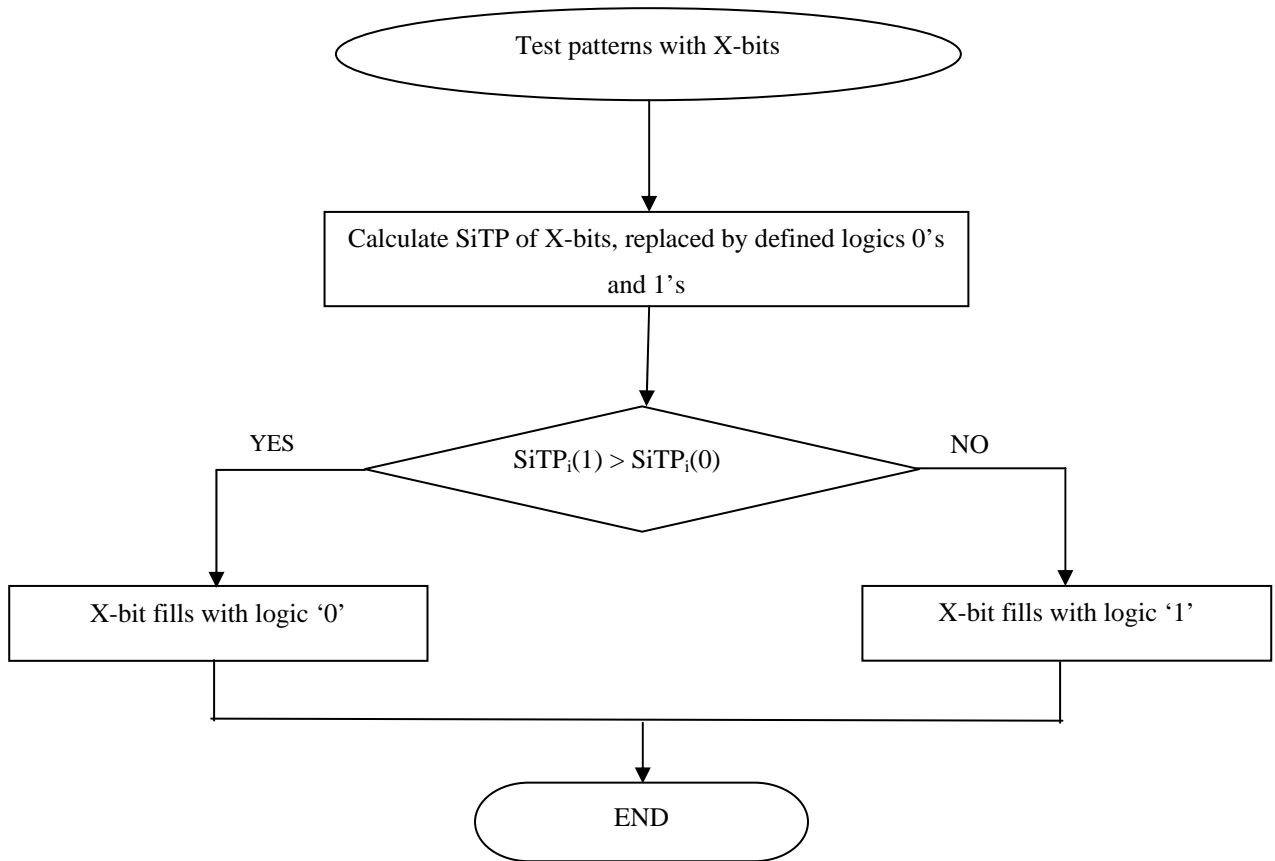 Test patterns with X-bits
Calculate SiTP of X-bits, replaced by defined logics 0’s
and 1’s
YES
SiTPi(1) > SiTPi(0)
NO
X-bit fills with logic ‘0’
X-bit fills with logic ‘1’
END